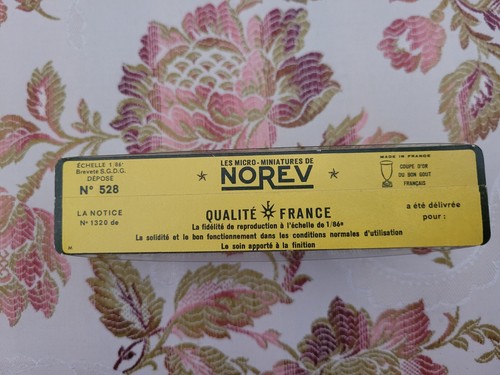 ÉCHELLE 1/86e
Brevets S.G.D.G.
DÉPOSÉ
N° 528
LES MICRO-MINIATURES DE
NOREV
MADE IN FRANCE
COUPE D'OR
DU BON GOUT
FRANÇAIS
LA NOTICE
N° 1320 de
QUALITÉ FRANCE
a été délivrée
pour :
La fidélité de reproduction à l'échelle de 1/86e
La solidité et le bon fonctionnement dans les conditions normales d'utilisation
Le soin apporté à la finition